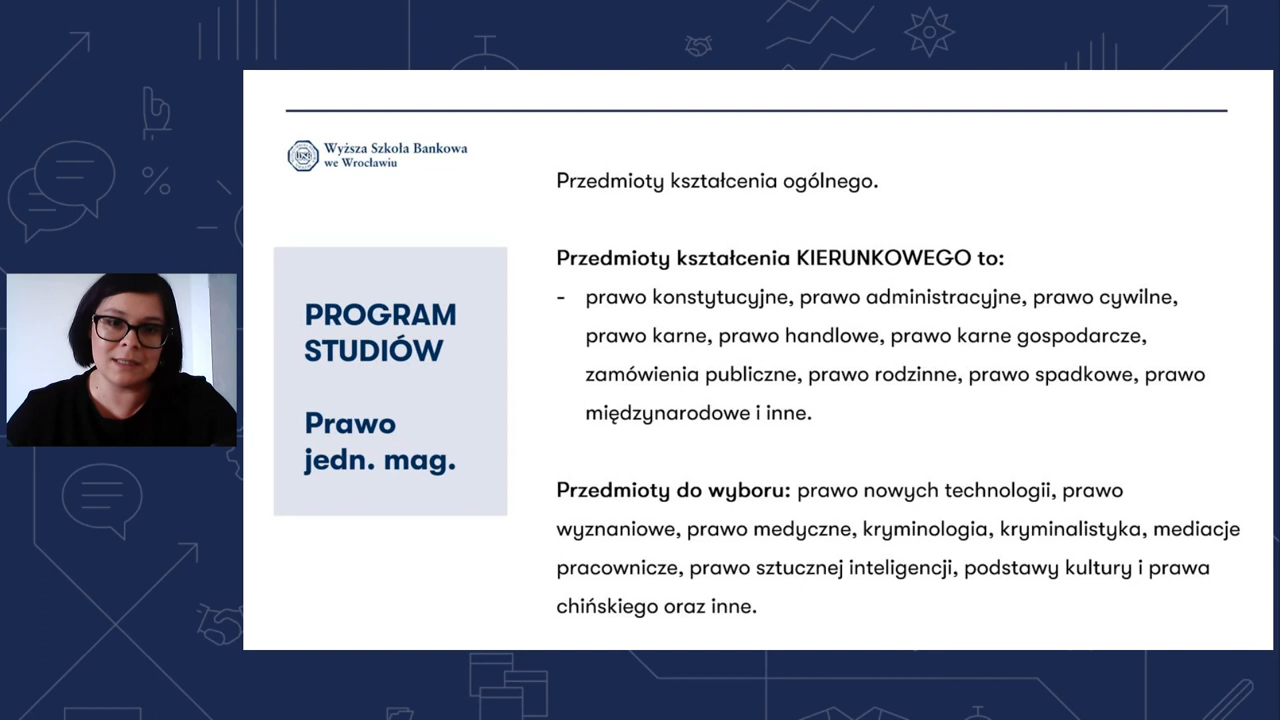 Wyższa Szkoła Bankowa
we Wrocławiu
PROGRAM
STUDIÓW
Prawo
jedn. mag.
Przedmioty kształcenia ogólnego.
Przedmioty kształcenia KIERUNKOWEGO to:
- prawo konstytucyjne, prawo administracyjne, prawo cywilne,
prawo karne, prawo handlowe, prawo karne gospodarcze,
zamówienia publiczne, prawo rodzinne, prawo spadkowe, prawo
międzynarodowe i inne.
Przedmioty do wyboru: prawo nowych technologii, prawo
wyznaniowe, prawo medyczne, kryminologia, kryminalistyka, mediacje
pracownicze, prawo sztucznej inteligencji, podstawy kultury i prawa
chińskiego oraz inne.